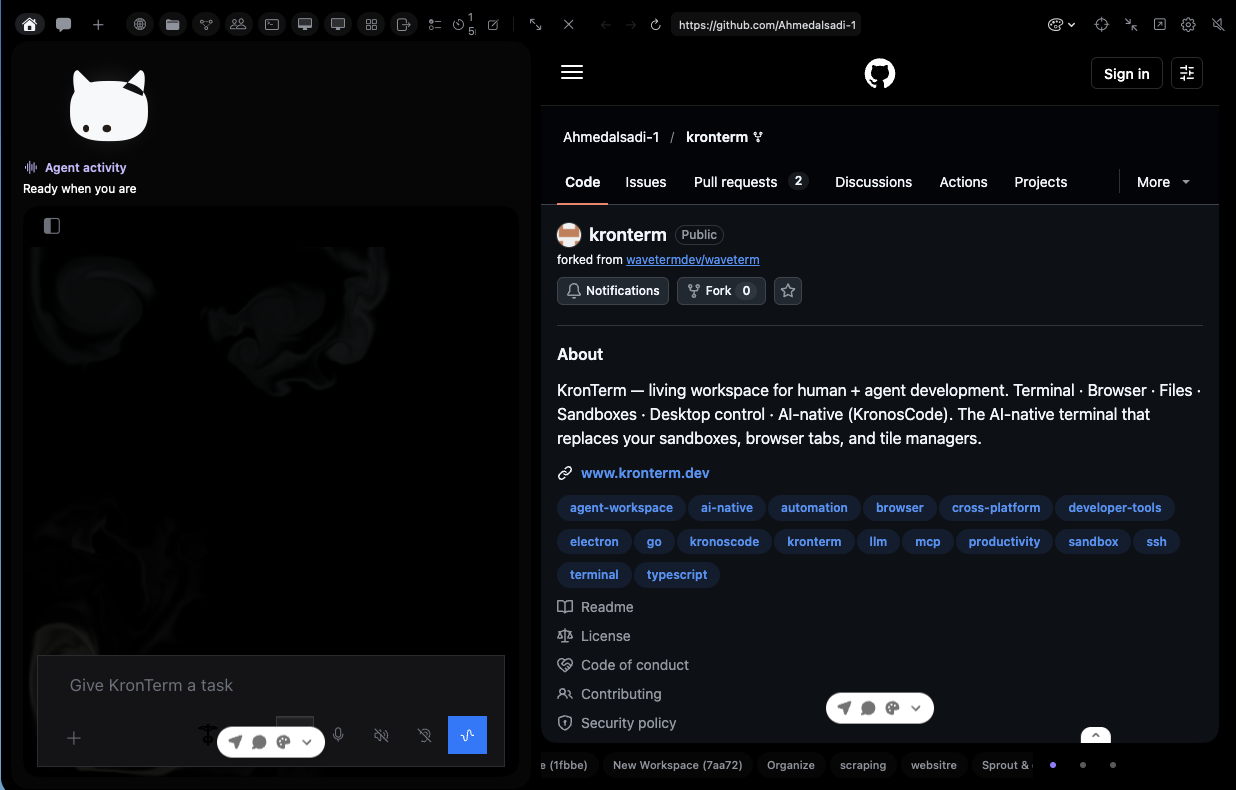 1
5
https://github.com/Ahmedalsadi-1
Agent activity
Ready when you are
Give KronTerm a task
Sign in
Ahmedalsadi-1 / kronterm
Code Issues Pull requests 2 Discussions Actions Projects More
kronterm Public
forked from wavetermdev/waveterm
Notifications Fork 0
About
KronTerm — living workspace for human + agent development. Terminal · Browser · Files ·
Sandboxes · Desktop control · AI-native (KronosCode). The AI-native terminal that
replaces your sandboxes, browser tabs, and tile managers.
www.kronterm.dev
agent-workspace ai-native automation browser cross-platform developer-tools
electron go kronoscode kronterm llm mcp productivity sandbox ssh
terminal typescript
Readme
License
Code of conduct
Contributing
Security policy
e (1fbbe) New Workspace (7aa72) Organize scraping websitre Sprout &